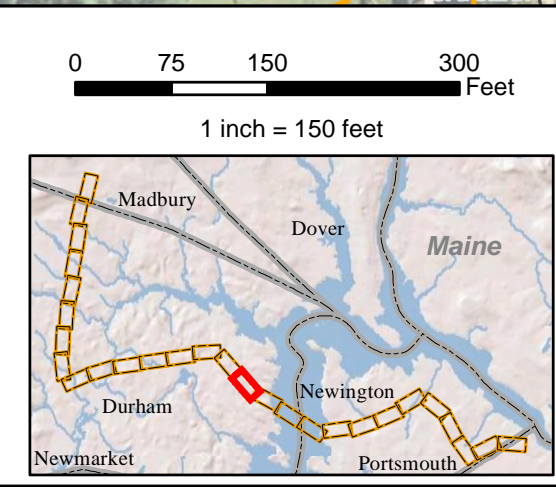 0 75 150 300
Feet
1 inch = 150 feet
Madbury
Dover
Maine
Newington
Durham
Newmarket
Portsmouth